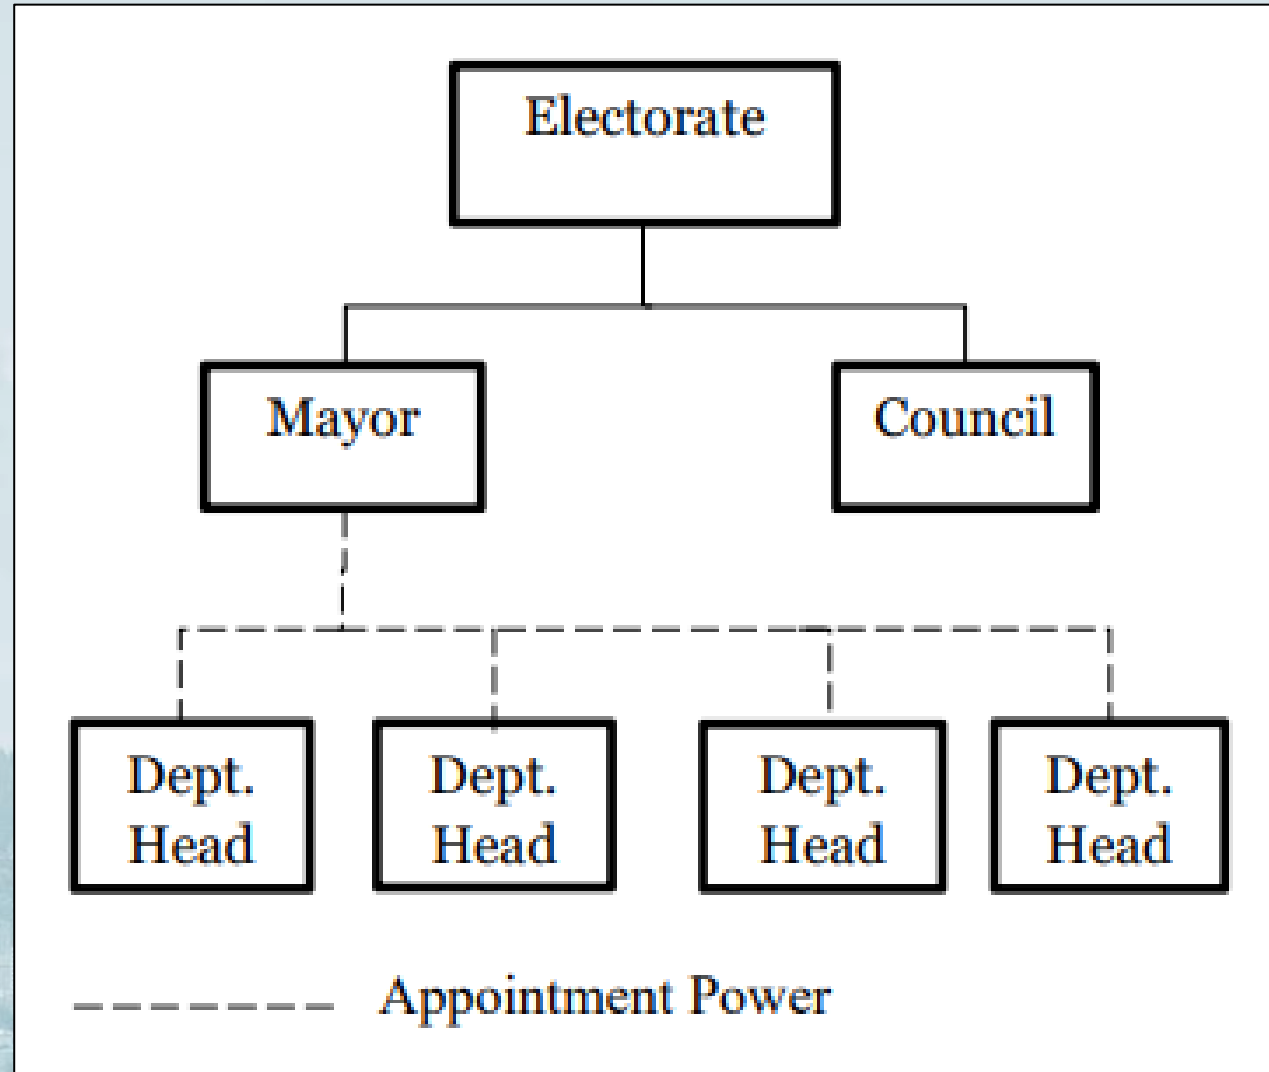 Electorate
Mayor
Council
Dept.
Head
Dept.
Head
Dept.
Head
Dept.
Head
Appointment Power